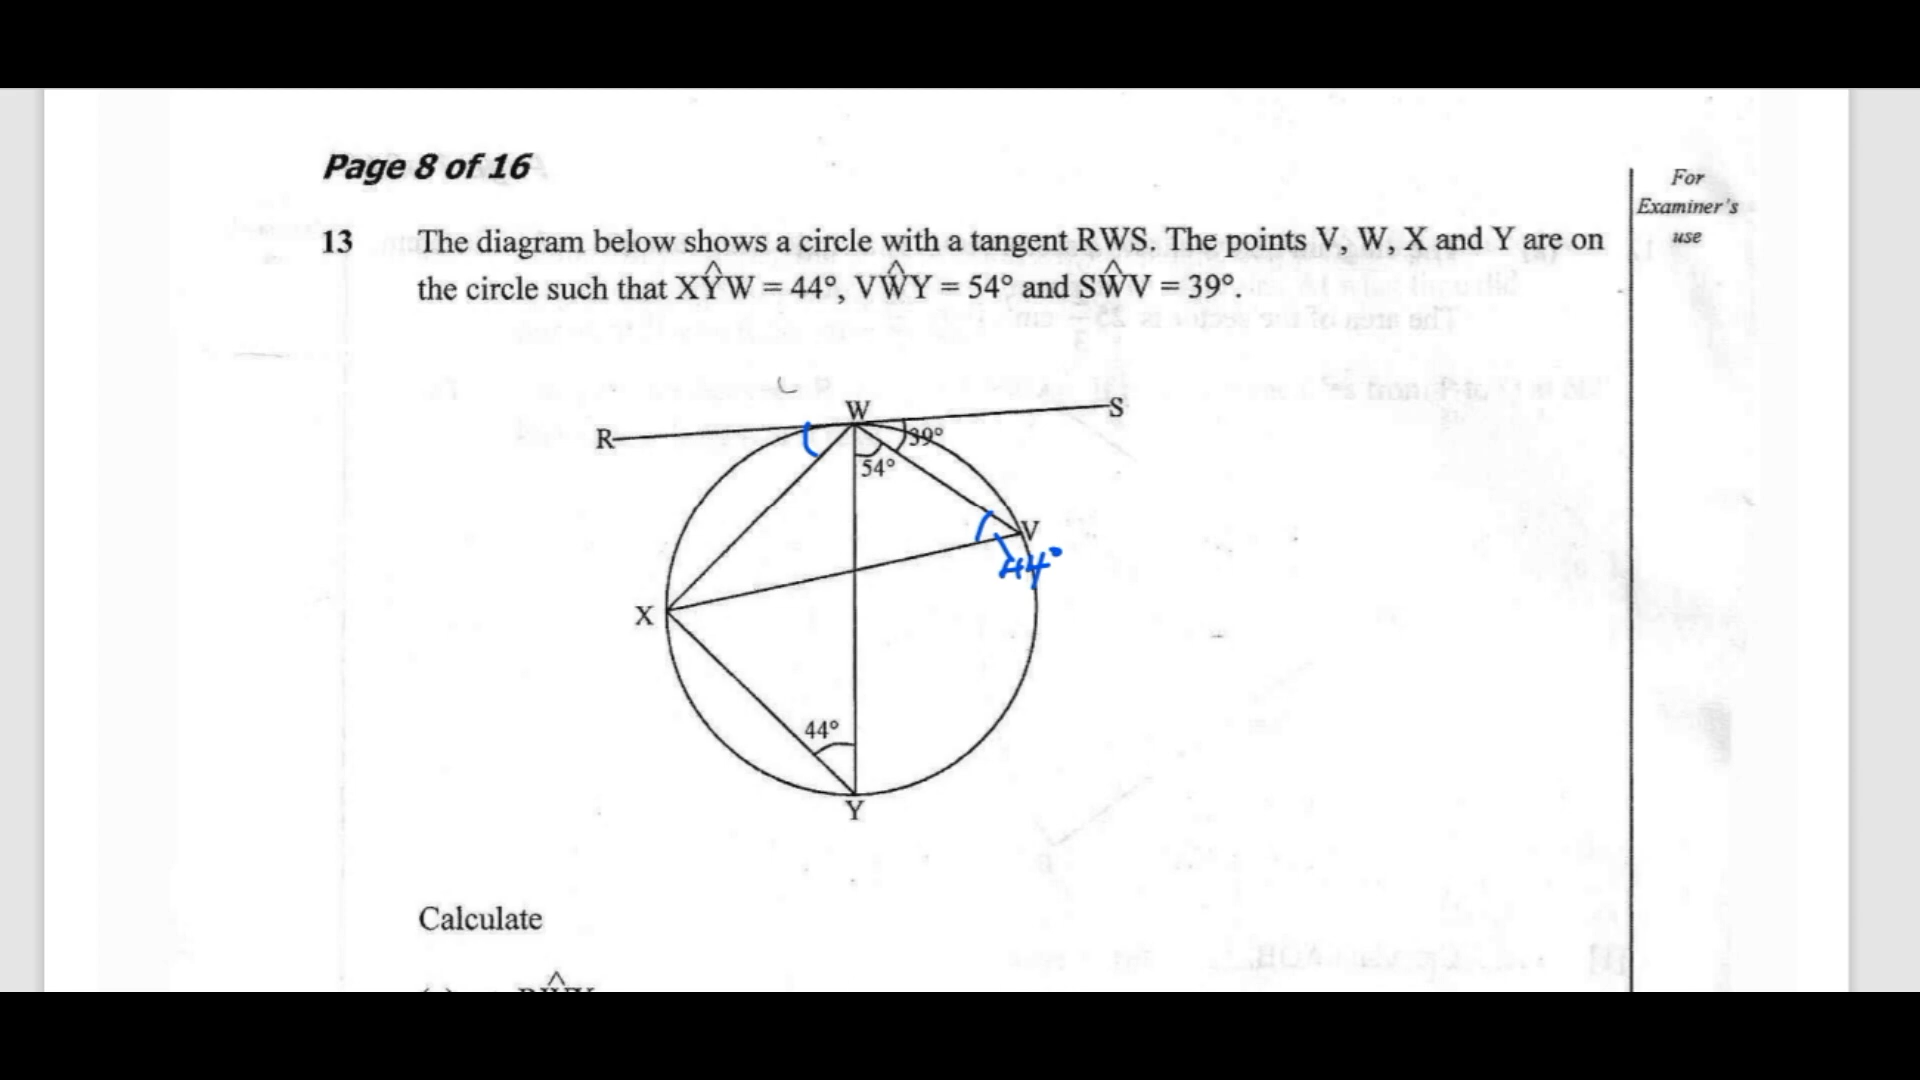 Page 8 of 16
For
Examiner's
use
13 The diagram below shows a circle with a tangent RWS. The points V, W, X and Y are on
the circle such that XŶW = 44°, VŴY = 54° and SŴV = 39°.
W
S
R
39°
54°
V
44°
X
44°
Y
Calculate